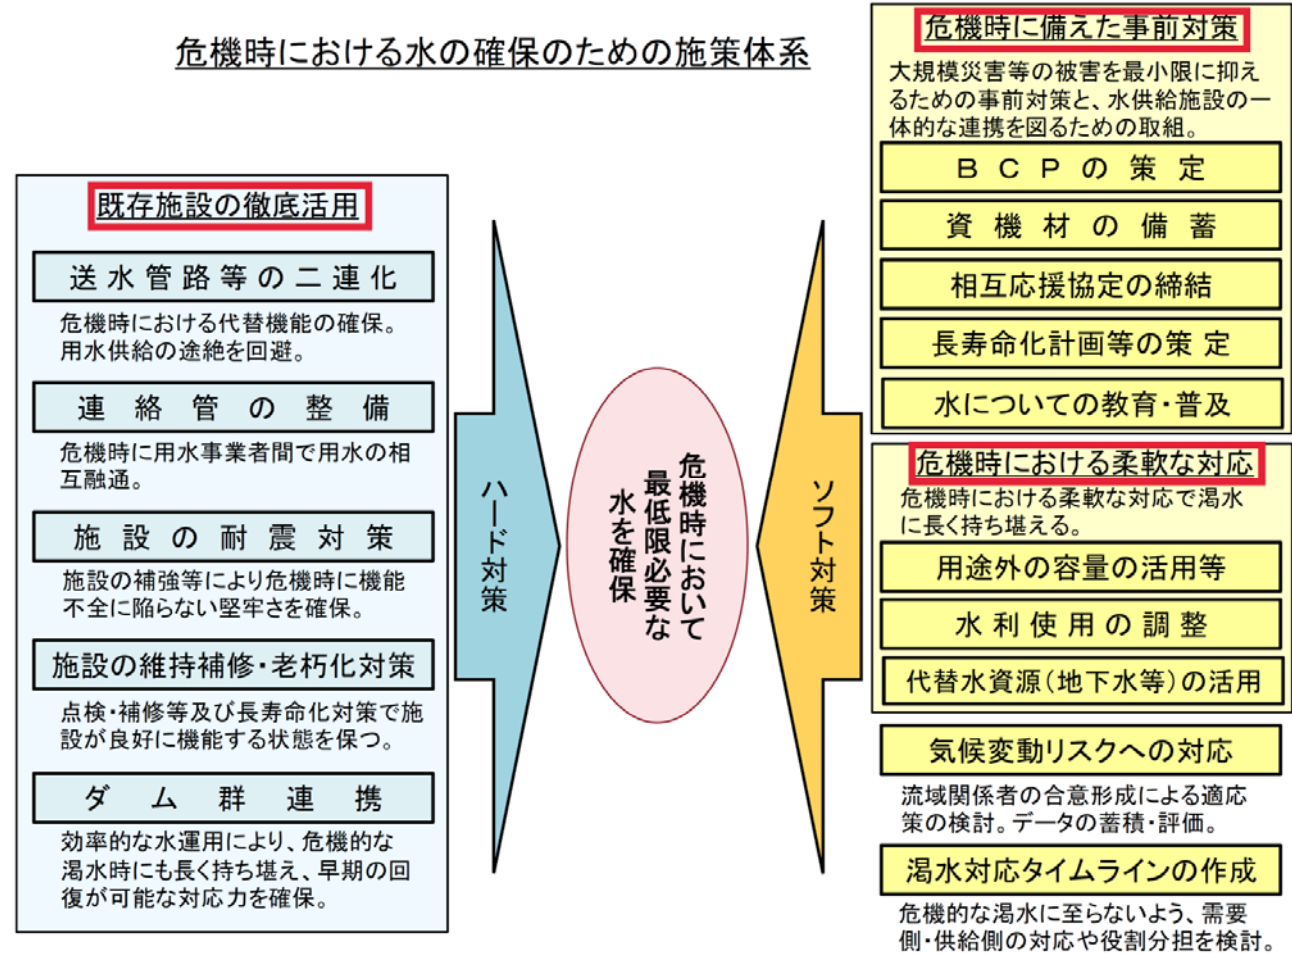 危機時における水の確保のための施策体系
既存施設の徹底活用
送水管路等の二連化
危機時における代替機能の確保。
用水供給の途絶を回避。
連絡管の整備
危機時に用水事業者間で用水の相
互融通。
施設の耐震対策
施設の補強等により危機時に機能
不全に陥らない堅牢さを確保。
施設の維持補修・老朽化対策
点検・補修等及び長寿命化対策で施
設が良好に機能する状態を保つ。
ダム群連携
効率的な水運用により、危機的な
渇水時にも長く持ち堪え、早期の回
復が可能な対応力を確保。
ハード対策
危機時において
最低限必要な
水を確保
ソフト対策
危機時に備えた事前対策
大規模災害等の被害を最小限に抑え
るための事前対策と、水供給施設の一
体的な連携を図るための取組。
ＢＣＰの策定
資機材の備蓄
相互応援協定の締結
長寿命化計画等の策定
水についての教育・普及
危機時における柔軟な対応
危機時における柔軟な対応で渇水
に長く持ち堪える。
用途外の容量の活用等
水利使用の調整
代替水資源（地下水等）の活用
気候変動リスクへの対応
流域関係者の合意形成による適応
策の検討。データの蓄積・評価。
渇水対応タイムラインの作成
危機的な渇水に至らないよう、需要
側・供給側の対応や役割分担を検討。